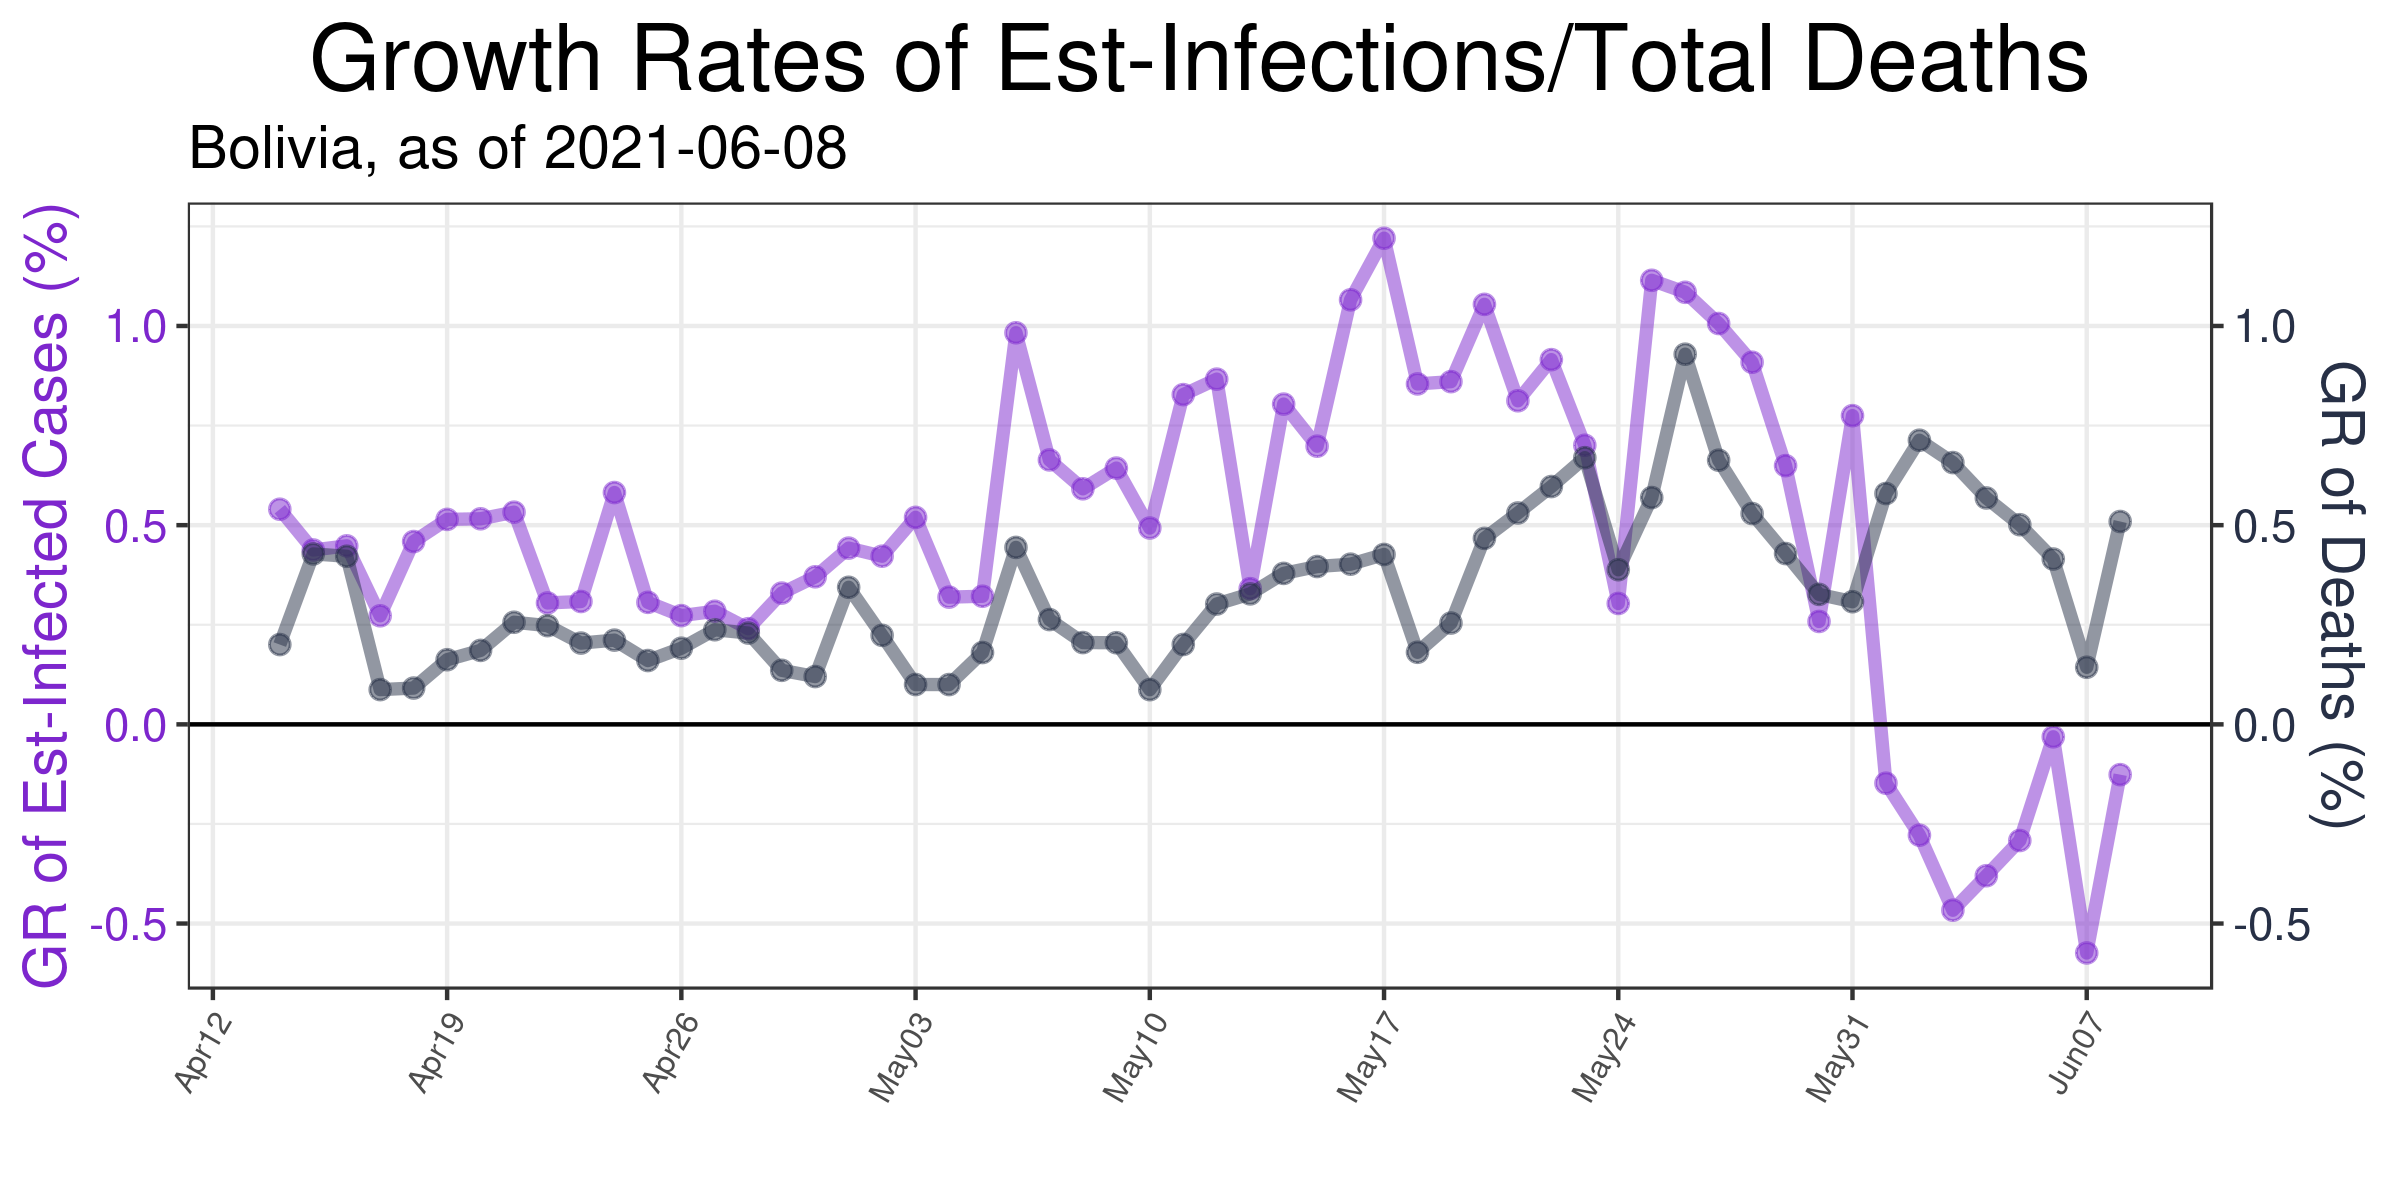 Growth Rates of Est-Infections/Total Deaths
Bolivia, as of 2021-06-08
GR of Est-Infected Cases (%)
1.0
0.5
0.0
-0.5
1.0
0.5
0.0
-0.5
GR of Deaths (%)
Apr12
Apr19
Apr26
May03
May10
May17
May24
May31
Jun07